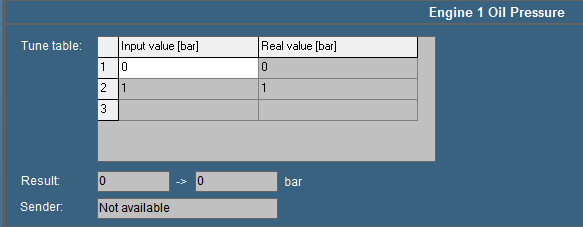 Engine 1 Oil Pressure
Tune table:
Input value [bar] Real value [bar]
1 0 0
2 1 1
3
Result: 0 -> 0 bar
Sender: Not available